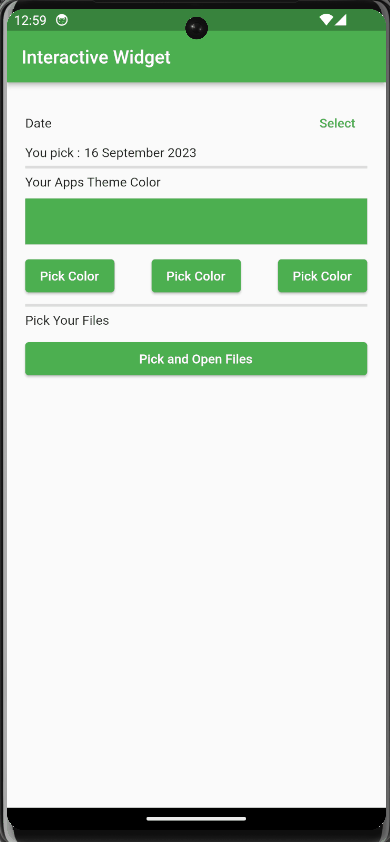 12:59
Interactive Widget
Date Select
You pick : 16 September 2023
Your Apps Theme Color
Pick Color Pick Color Pick Color
Pick Your Files
Pick and Open Files